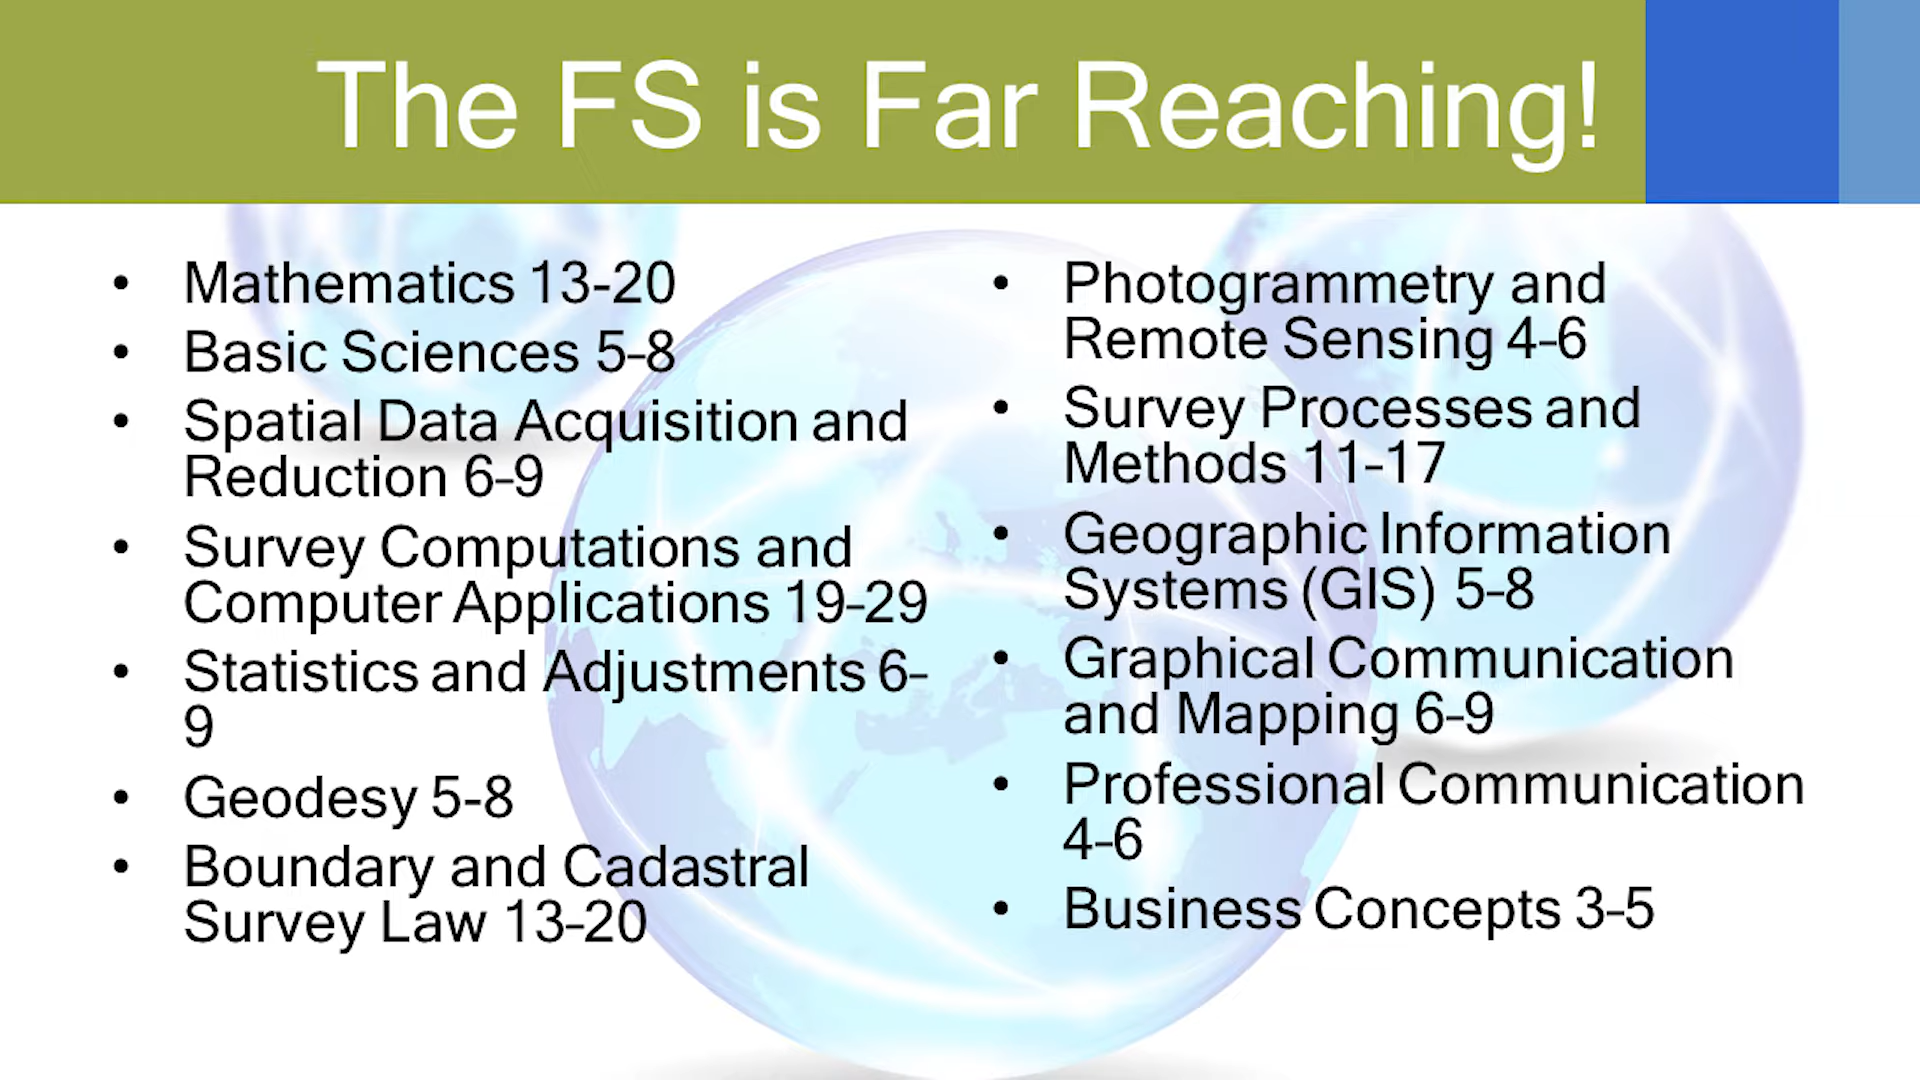 The FS is Far Reaching!
• Mathematics 13-20
• Basic Sciences 5–8
• Spatial Data Acquisition and
Reduction 6–9
• Survey Computations and
Computer Applications 19–29
• Statistics and Adjustments 6–
9
• Geodesy 5-8
• Boundary and Cadastral
Survey Law 13–20
• Photogrammetry and
Remote Sensing 4–6
• Survey Processes and
Methods 11–17
• Geographic Information
Systems (GIS) 5–8
• Graphical Communication
and Mapping 6–9
• Professional Communication
4–6
• Business Concepts 3–5